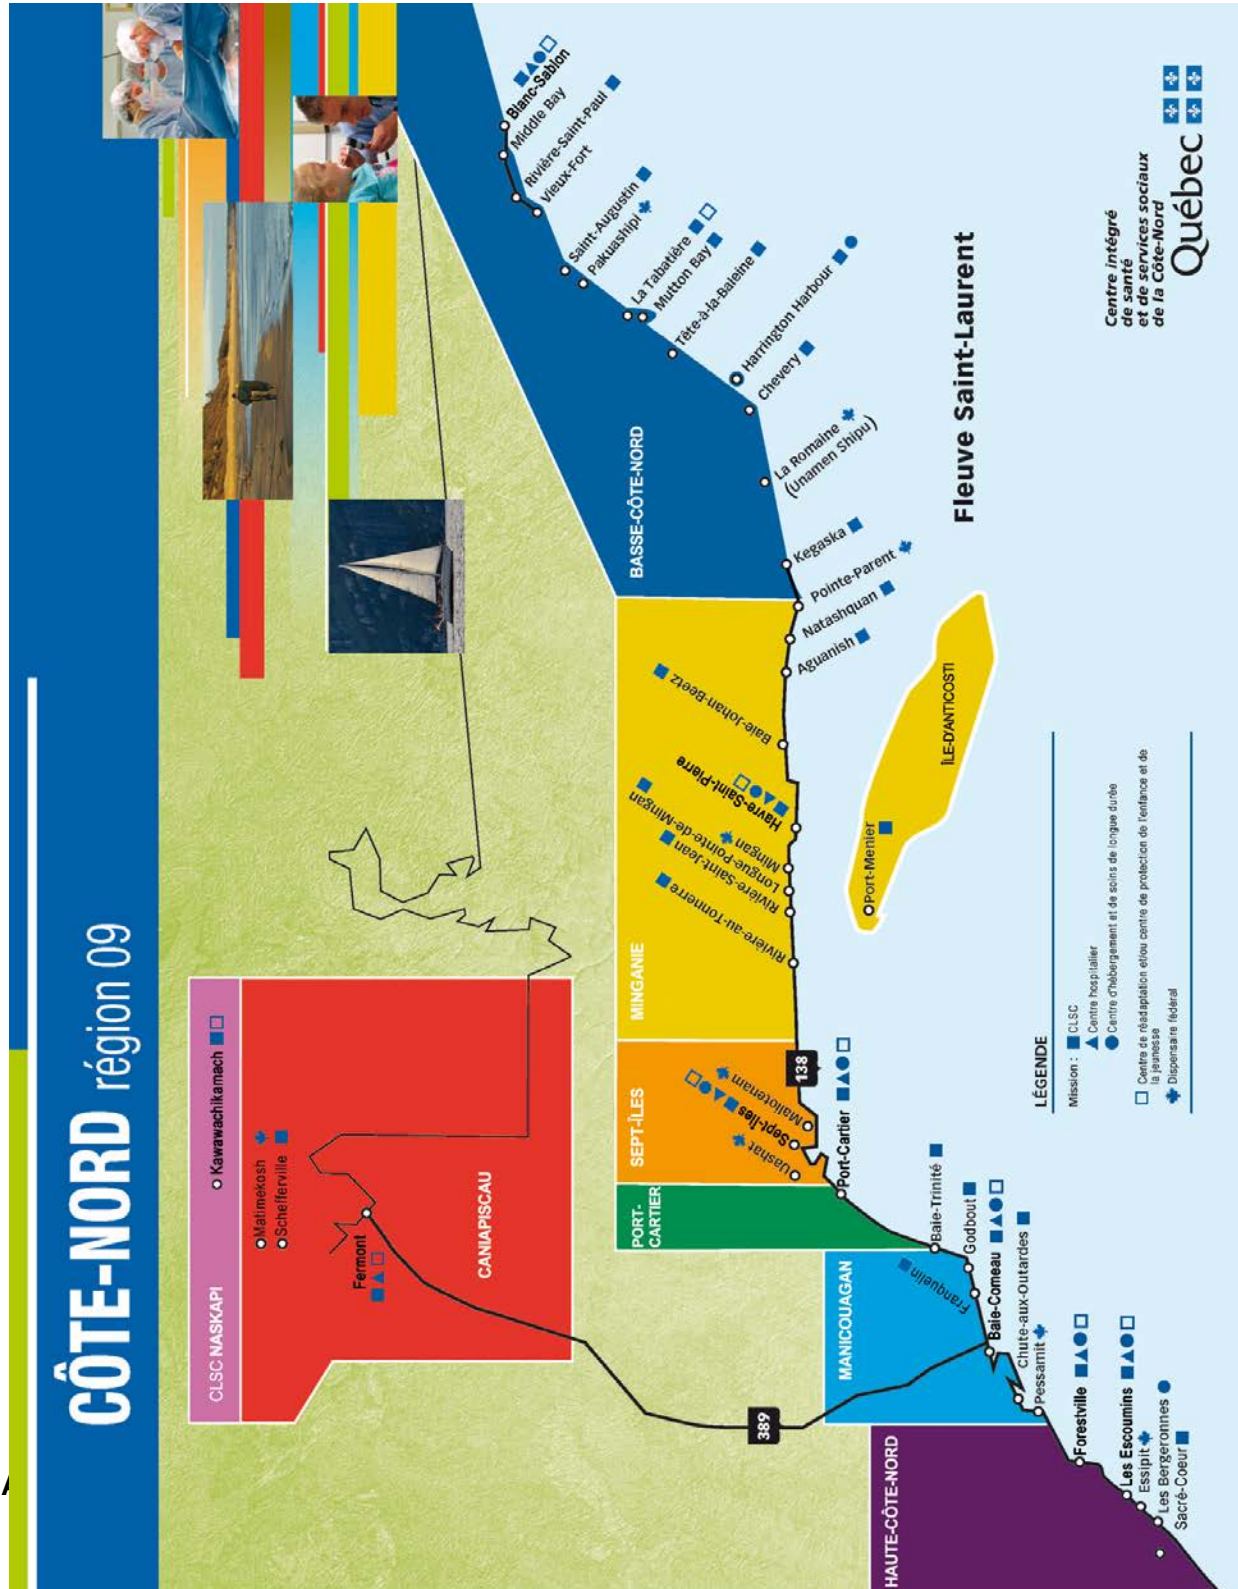 CÔTE-NORD région 09
CLSC NASKAPI
Kawawachikamach
Matimekosh
Schefferville
Fermont
CANIAPISCAU
389
138
BASSE-CÔTE-NORD
MINGANIE
SEPT-ÎLES
PORT-
CARTIER
MANICOUAGAN
HAUTE-CÔTE-NORD
Blanc-Sablon
Middle Bay
Rivière-Saint-Paul
Vieux-Fort
Saint-Augustin
Pakuashipi
La Tabatière
Mutton Bay
Tête-à-la-Baleine
Harrington Harbour
Chevery
La Romaine
(Unamen Shipu)
Kegaska
Pointe-Parent
Natashquan
Aguanish
Baie-Johan-Beetz
Havre-Saint-Pierre
Mingan
Longue-Pointe-de-Mingan
Rivière-Saint-Jean
Rivière-au-Tonnerre
Maliotenam
Sept-Îles
Uashat
Port-Cartier
Baie-Trinité
Godbout
Franquelin
Baie-Comeau
Chute-aux-Outardes
Pessamit
Forestville
Les Escoumins
Essipit
Les Bergeronnes
Sacré-Coeur
Port-Menier
ÎLE-D'ANTICOSTI
Fleuve Saint-Laurent
LÉGENDE
Mission : CLSC
Centre hospitalier
Centre d'hébergement et de soins de longue durée
Centre de réadaptation et/ou centre de protection de l'enfance et de
la jeunesse
Dispensaire fédéral
Centre intégré
de santé
et de services sociaux
de la Côte-Nord
Québec